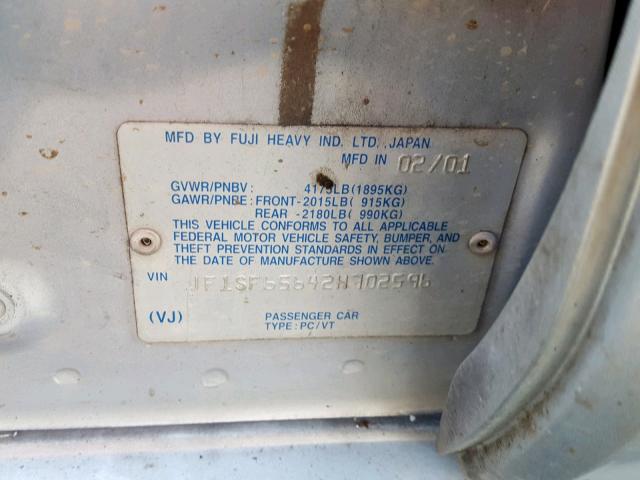 MFD BY FUJI HEAVY IND. LTD. ,JAPAN
MFD IN 02/01
GVWR/PNBV : 4175LB(1895KG)
GAWR/PNBE:FRONT-2015LB( 915KG)
REAR -2180LB( 990KG)
THIS VEHICLE CONFORMS TO ALL APPLICABLE
FEDERAL MOTOR VEHICLE SAFETY, BUMPER, AND
THEFT PREVENTION STANDARDS IN EFFECT ON
THE DATE OF MANUFACTURE SHOWN ABOVE.
VIN JF1SF65642H702596
(VJ) PASSENGER CAR
TYPE:PC/VT